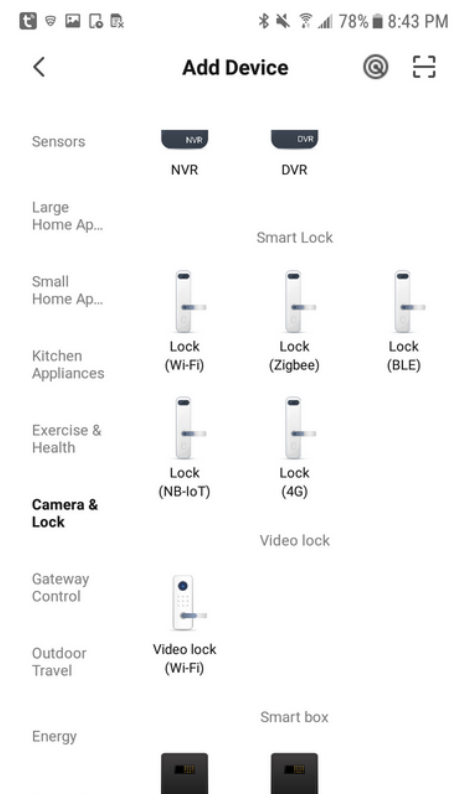 78% 8:43 PM
Add Device
Sensors
Large
Home Ap...
Small
Home Ap...
Kitchen
Appliances
Exercise &
Health
Camera &
Lock
Gateway
Control
Outdoor
Travel
Energy
NVR
DVR
NVR
DVR
Smart Lock
Lock
(Wi-Fi)
Lock
(Zigbee)
Lock
(BLE)
Lock
(NB-IoT)
Lock
(4G)
Video lock
Video lock
(Wi-Fi)
Smart box